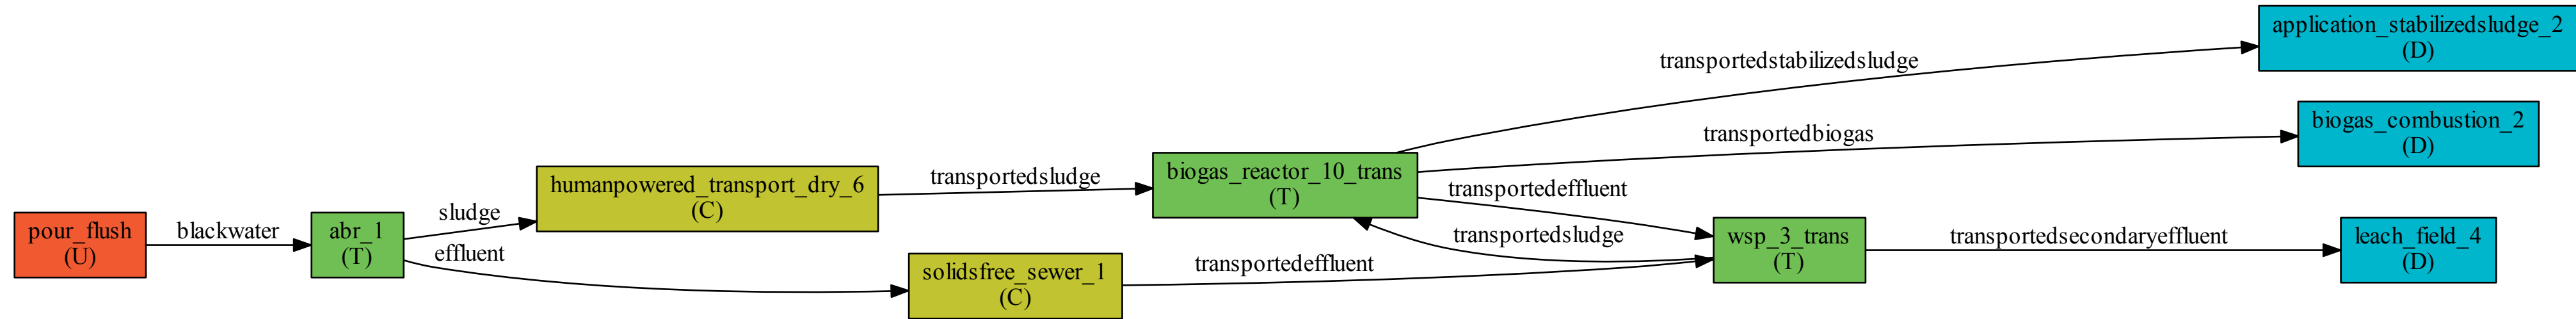 pour_flush
(U)
blackwater
abr_1
(T)
sludge
effluent
humanpowered_transport_dry_6
(C)
solidsfree_sewer_1
(C)
transportedsludge
transportedeffluent
biogas_reactor_10_trans
(T)
transportedstabilizedsludge
transportedbiogas
transportedeffluent
transportedsludge
wsp_3_trans
(T)
transportedsecondaryeffluent
application_stabilizedsludge_2
(D)
biogas_combustion_2
(D)
leach_field_4
(D)